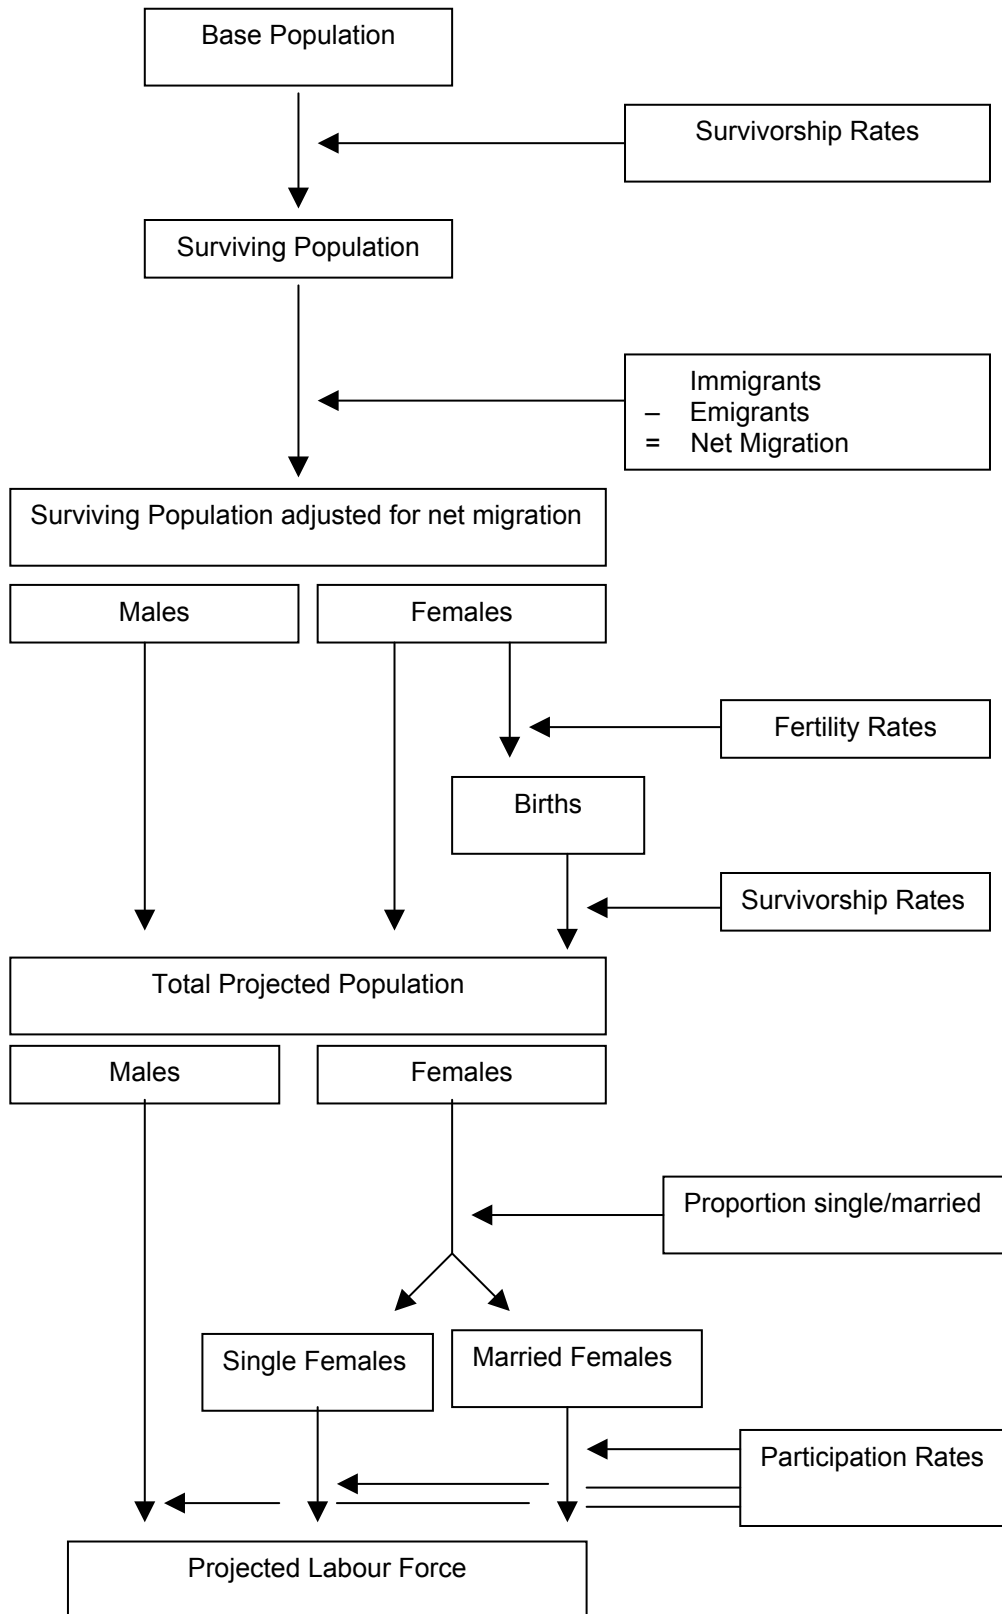 Base Population
Survivorship Rates
Surviving Population
Immigrants
– Emigrants
= Net Migration
Surviving Population adjusted for net migration
Males
Females
Fertility Rates
Births
Survivorship Rates
Total Projected Population
Males
Females
Proportion single/married
Single Females
Married Females
Participation Rates
Projected Labour Force